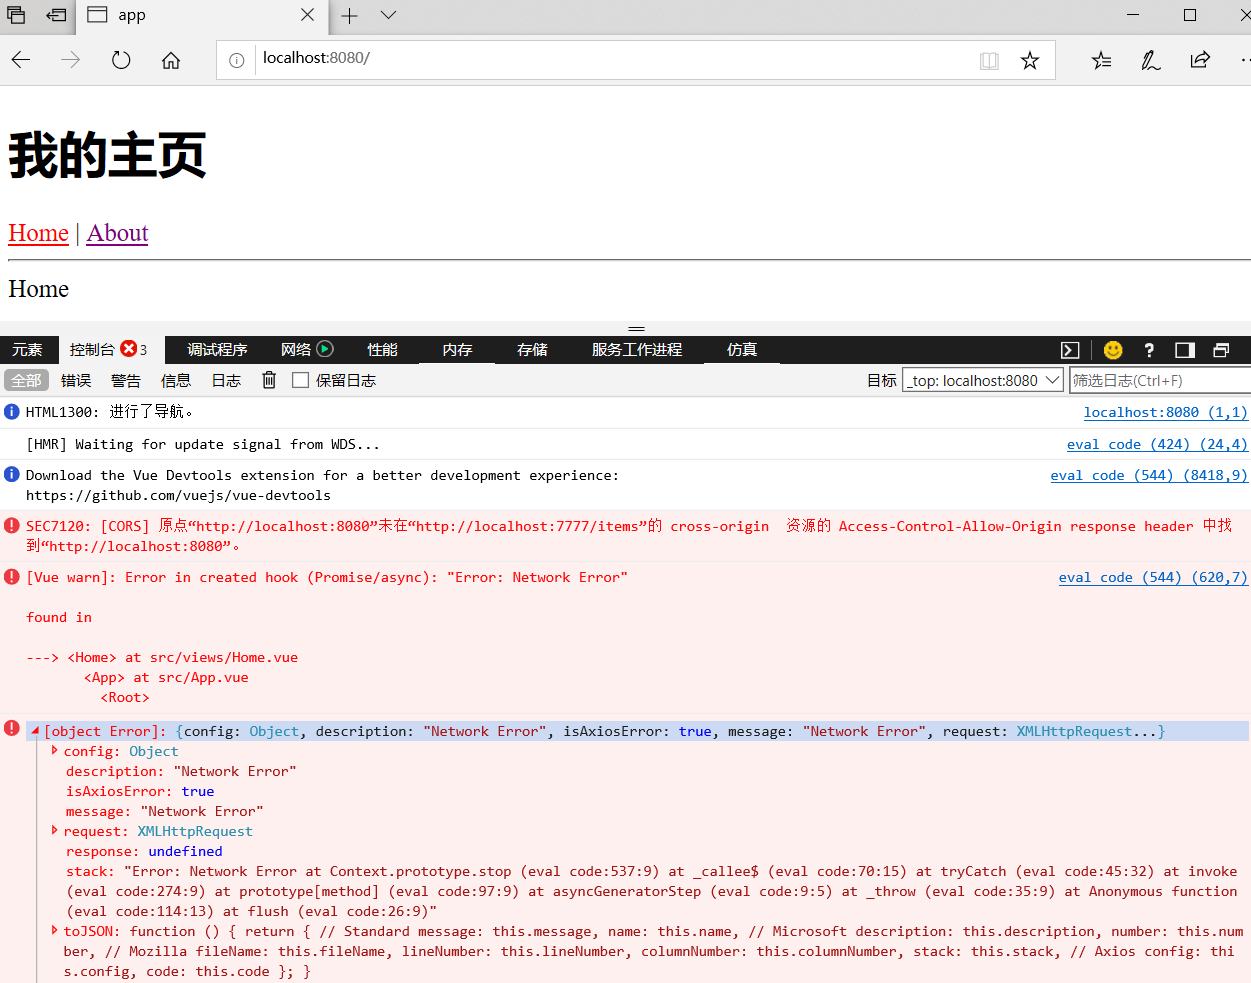 app
localhost:8080/
我的主页
Home | About
Home
元素 控制台 3 调试程序 网络 性能 内存 存储 服务工作进程 仿真 ?
全部 错误 警告 信息 日志 保留日志 目标 _top: localhost:8080 筛选日志(Ctrl+F)
HTML1300: 进行了导航。 localhost:8080 (1,1)
[HMR] Waiting for update signal from WDS... eval code (424) (24,4)
Download the Vue Devtools extension for a better development experience: eval code (544) (8418,9)
https://github.com/vuejs/vue-devtools
SEC7120: [CORS] 原点“http://localhost:8080”未在“http://localhost:7777/items”的 cross-origin 资源的 Access-Control-Allow-Origin response header 中找
到“http://localhost:8080”。
[Vue warn]: Error in created hook (Promise/async): "Error: Network Error" eval code (544) (620,7)
found in
---> <Home> at src/views/Home.vue
<App> at src/App.vue
<Root>
[object Error]: {config: Object, description: "Network Error", isAxiosError: true, message: "Network Error", request: XMLHttpRequest...}
config: Object
description: "Network Error"
isAxiosError: true
message: "Network Error"
request: XMLHttpRequest
response: undefined
stack: "Error: Network Error at Context.prototype.stop (eval code:537:9) at _callee$ (eval code:70:15) at tryCatch (eval code:45:32) at invoke
(eval code:274:9) at prototype[method] (eval code:97:9) at asyncGeneratorStep (eval code:9:5) at _throw (eval code:35:9) at Anonymous function
(eval code:114:13) at flush (eval code:26:9)"
toJSON: function () { return { // Standard message: this.message, name: this.name, // Microsoft description: this.description, number: this.num
ber, // Mozilla fileName: this.fileName, lineNumber: this.lineNumber, columnNumber: this.columnNumber, stack: this.stack, // Axios config: thi
s.config, code: this.code }; }